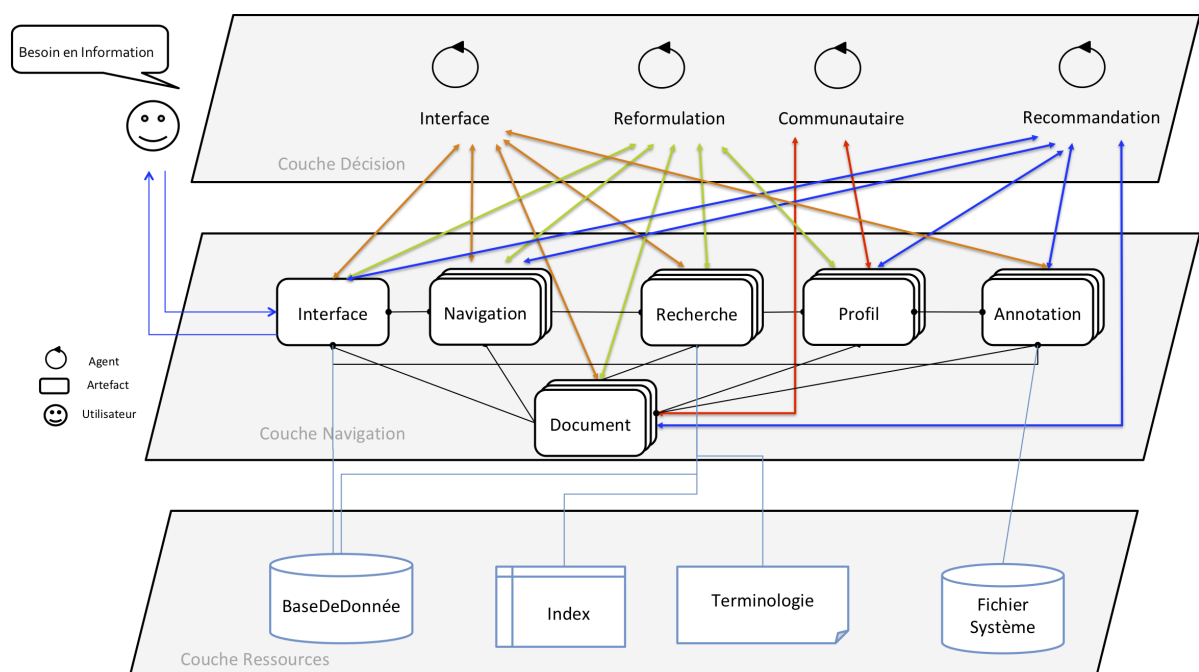 Besoin en Information
Interface
Reformulation
Communautaire
Recommandation
Couche Décision
Interface
Navigation
Recherche
Profil
Annotation
Agent
Artefact
Utilisateur
Document
Couche Navigation
BaseDeDonnée
Index
Terminologie
Fichier
Système
Couche Ressources